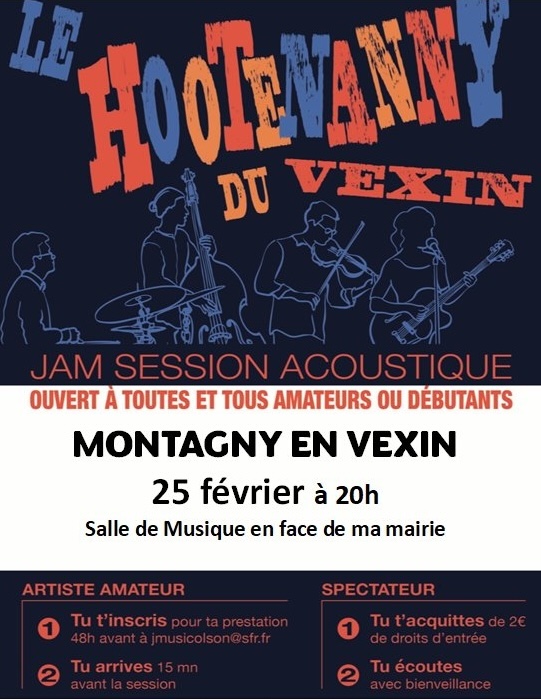 LE
HOOTENANNY
DU VEXIN
JAM SESSION ACOUSTIQUE
OUVERT À TOUTES ET TOUS AMATEURS OU DÉBUTANTS
MONTAGNY EN VEXIN
25 février à 20h
Salle de Musique en face de ma mairie
ARTISTE AMATEUR
1 Tu t'inscris pour ta prestation
48h avant à jmusicolson@sfr.fr
2 Tu arrives 15 mn
avant la session
SPECTATEUR
1 Tu t'acquittes de 2€
de droits d'entrée
2 Tu écoutes
avec bienveillance